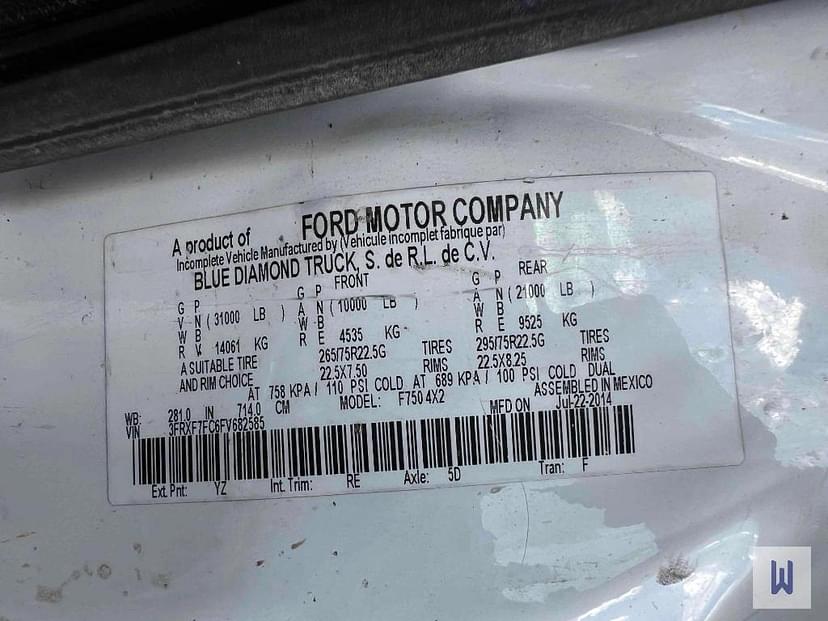 FORD MOTOR COMPANY
A product of
Incomplete Vehicle Manufactured by (Vehicule incomplet fabrique par)
BLUE DIAMOND TRUCK, S. de R.L. de C.V.
FRONT REAR
G P G P G P
V N ( 31000 LB ) A N ( 10000 LB ) A N ( 21000 LB )
W B W B W B
R V 14061 KG R E 4535 KG R E 9525 KG
A SUITABLE TIRE 265/75R22.5G TIRES 295/75R22.5G TIRES
AND RIM CHOICE 22.5X7.50 RIMS 22.5X8.25 RIMS
AT 758 KPA / 110 PSI COLD AT 689 KPA / 100 PSI COLD DUAL
WB: 281.0 IN 714.0 CM MODEL: F750 4X2 ASSEMBLED IN MEXICO
VIN 3FRXF7FC6FV682585 MFD ON Jul-22-2014
Ext. Pnt: YZ Int. Trim: RE Axle: 5D Tran: F
W